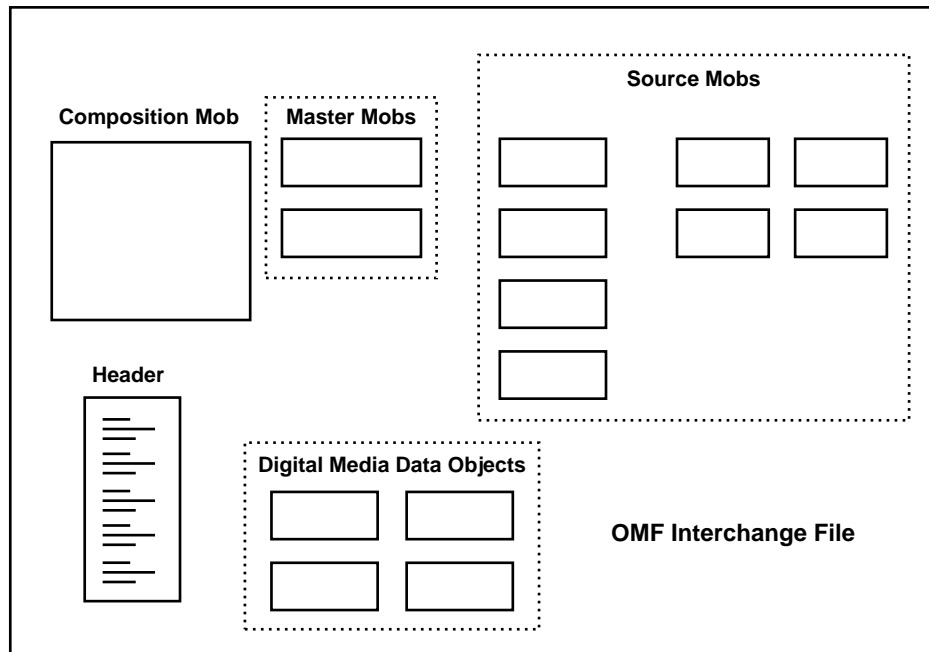 Source Mobs
Composition Mob
Master Mobs
Header
Digital Media Data Objects
OMF Interchange File